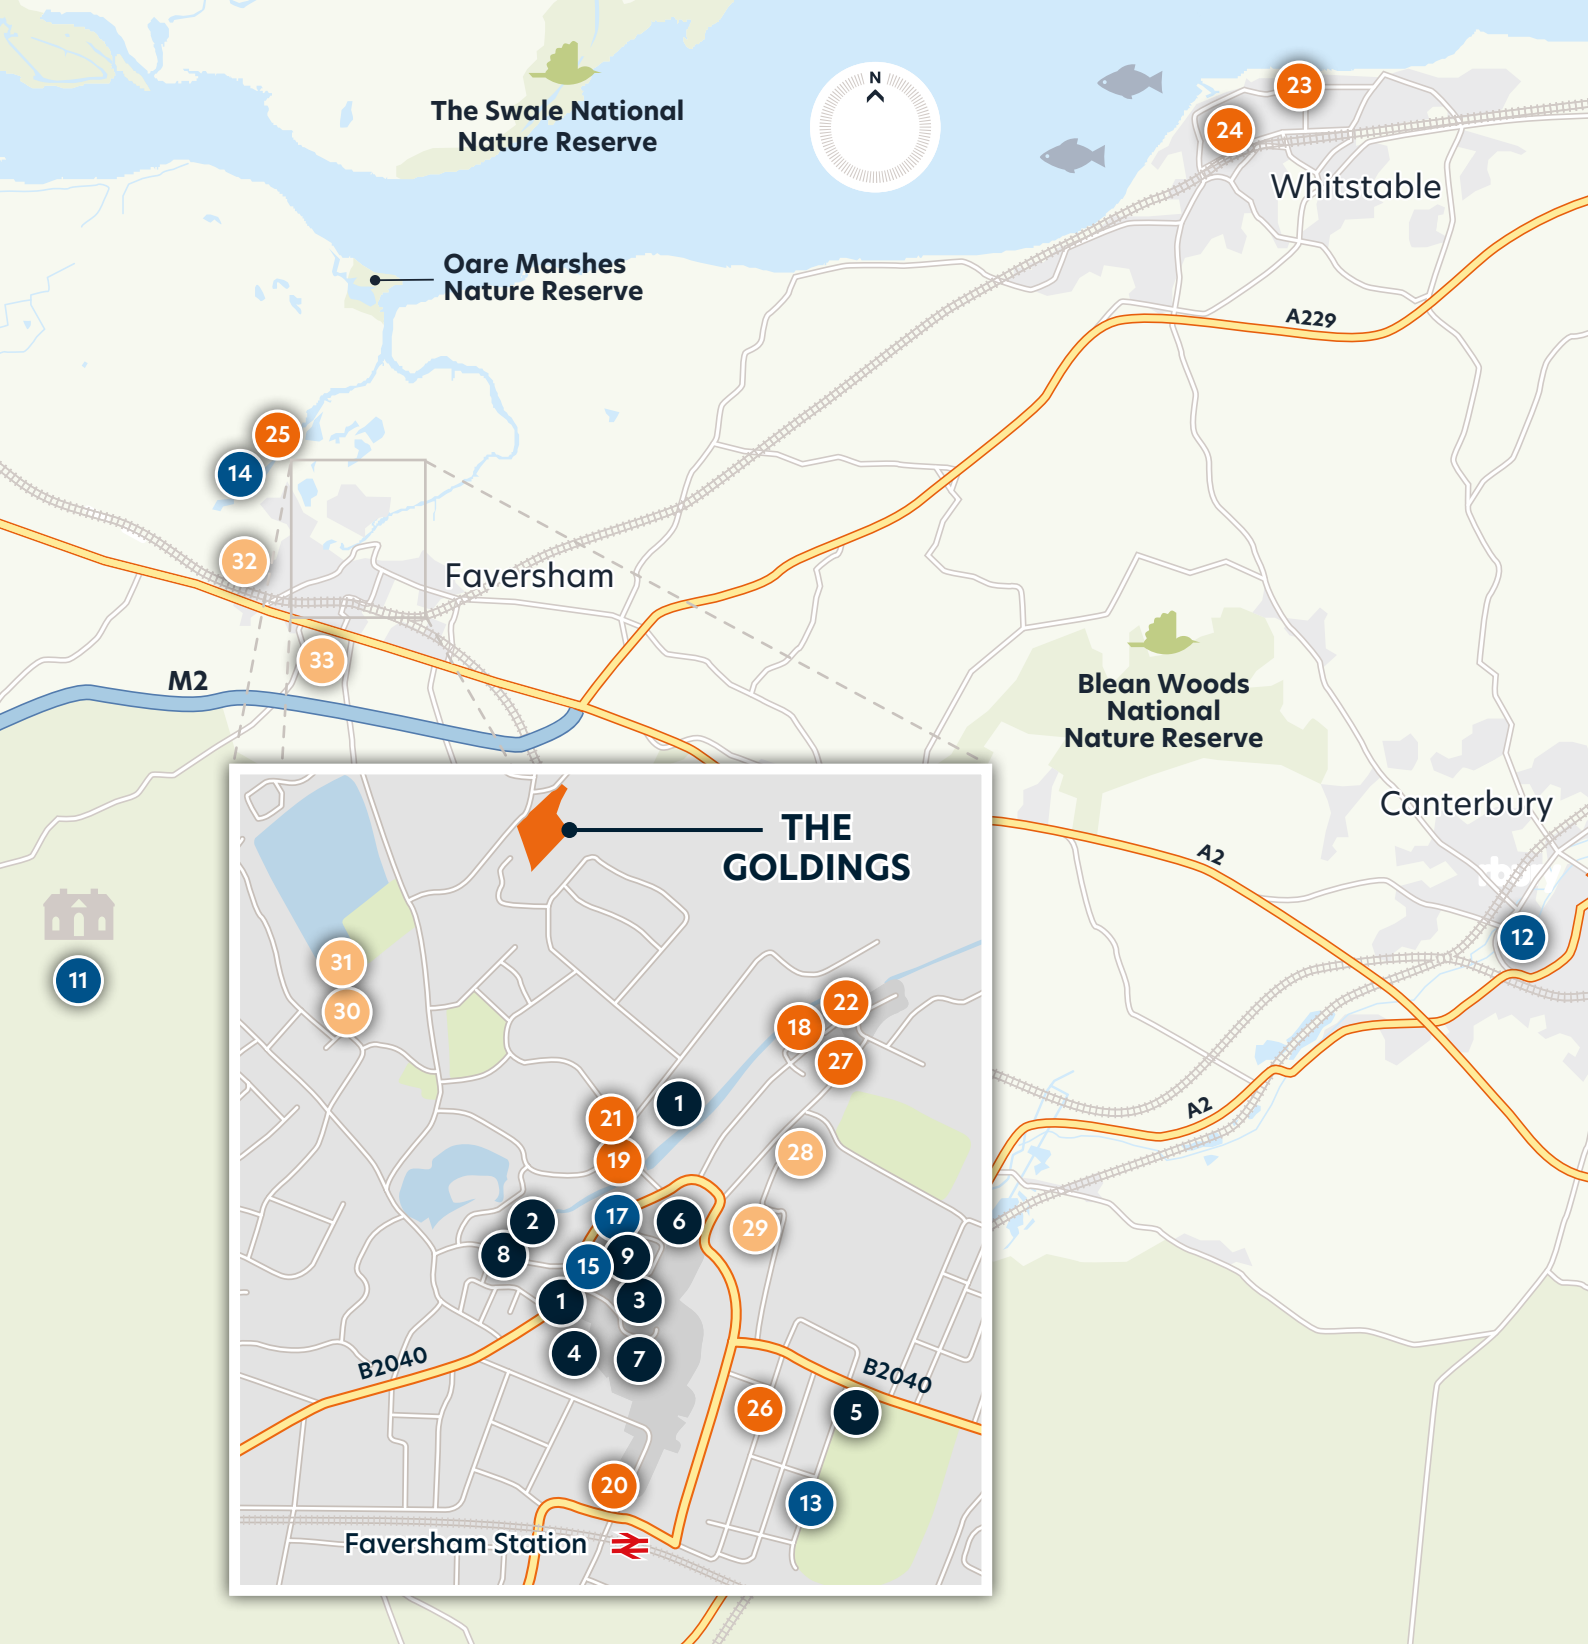 N
23
24
Whitstable
The Swale National
Nature Reserve
Oare Marshes
Nature Reserve
A229
25
14
32
Faversham
33
M2
Blean Woods
National
Nature Reserve
Canterbury
A2
12
11
A2
THE
GOLDINGS
31
30
22
18
27
1
21
19
28
2
17
6
29
8
9
15
1
3
4
7
B2040
B2040
26
5
20
13
Faversham Station